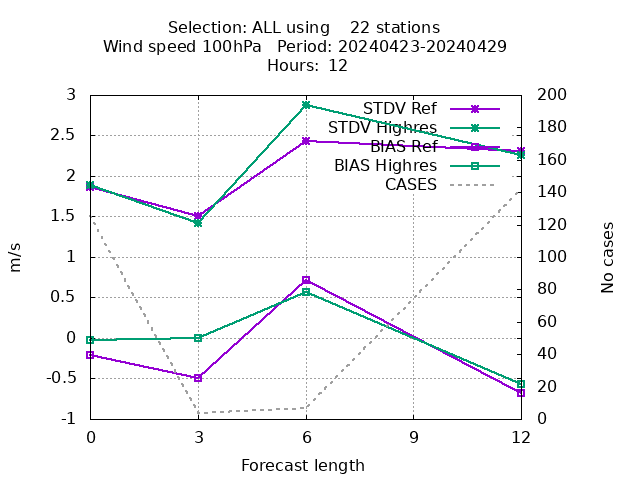 Selection: ALL using    22 stations
Wind speed 100hPa   Period: 20240423-20240429
Hours:  12
STDV Ref
STDV Highres
BIAS Ref
BIAS Highres
CASES
3
2.5
2
1.5
1
0.5
0
-0.5
-1
m/s
200
180
160
140
120
100
80
60
40
20
0
No cases
0 3 6 9 12
Forecast length